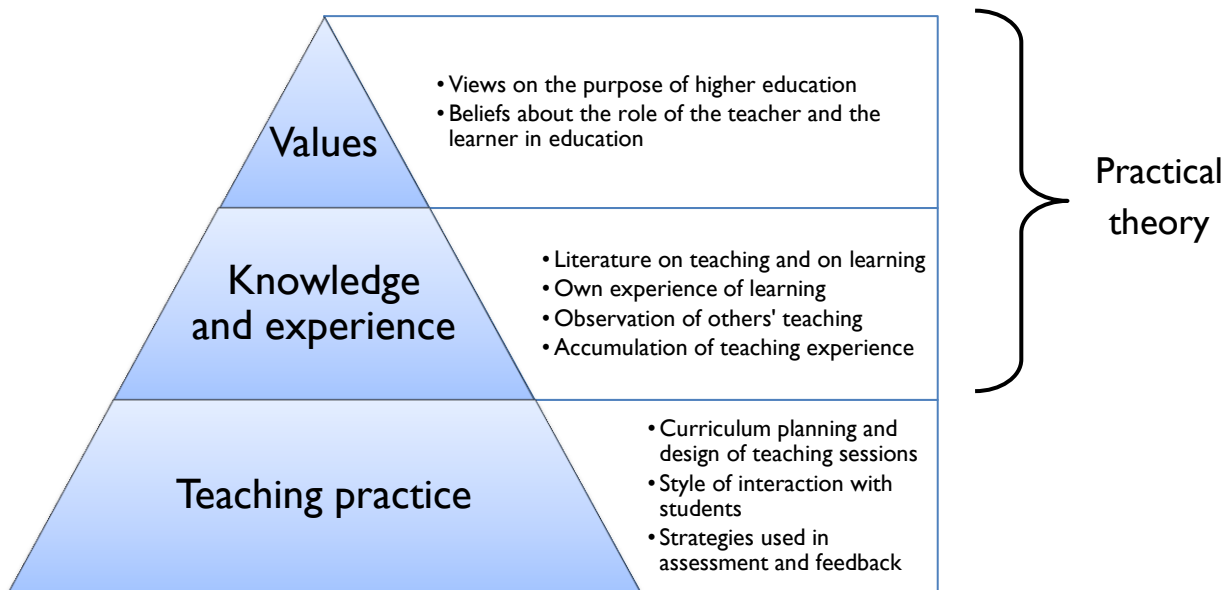 Values
• Views on the purpose of higher education
• Beliefs about the role of the teacher and the
learner in education
Knowledge
and experience
• Literature on teaching and on learning
• Own experience of learning
• Observation of others' teaching
• Accumulation of teaching experience
Teaching practice
• Curriculum planning and
design of teaching sessions
• Style of interaction with
students
• Strategies used in
assessment and feedback
Practical
theory